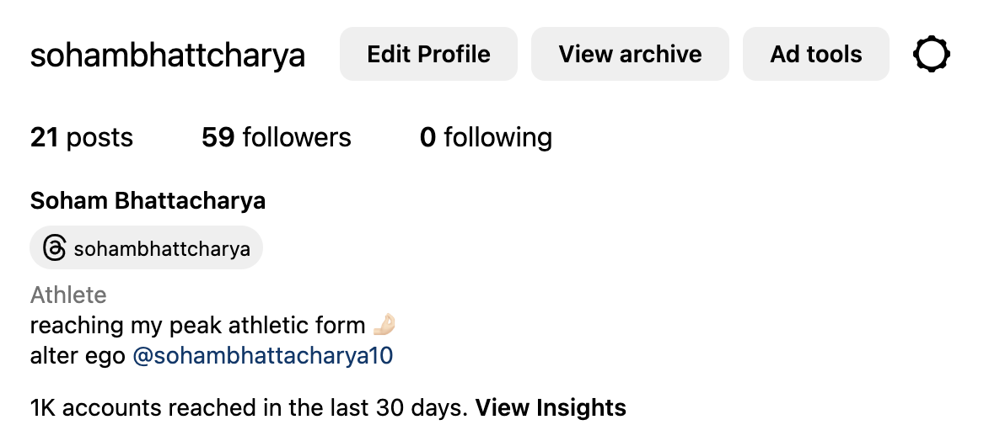 sohambhattcharya Edit Profile View archive Ad tools
21 posts 59 followers 0 following
Soham Bhattacharya
sohambhattcharya
Athlete
reaching my peak athletic form 🤌🏻
alter ego @sohambhattacharya10
1K accounts reached in the last 30 days. View Insights